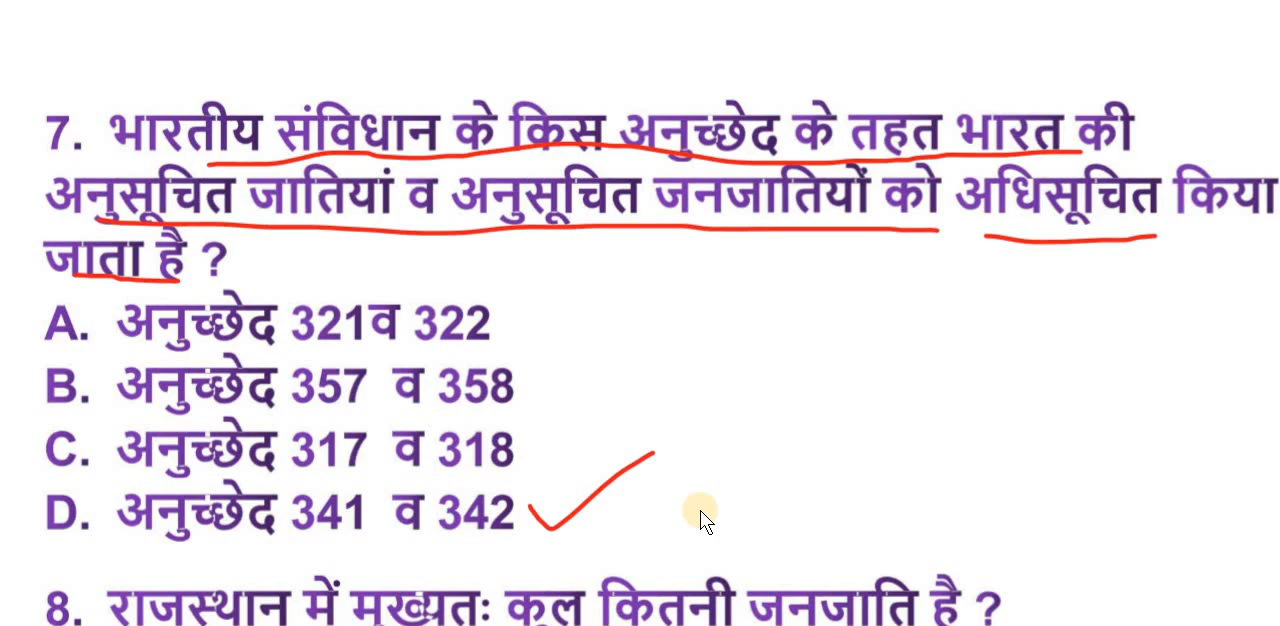 7. भारतीय संविधान के किस अनुच्छेद के तहत भारत की
अनुसूचित जातियां व अनुसूचित जनजातियों को अधिसूचित किया
जाता है ?
A. अनुच्छेद 321व 322
B. अनुच्छेद 357 व 358
C. अनुच्छेद 317 व 318
D. अनुच्छेद 341 व 342
8. राजस्थान में मुख्यतः कुल कितनी जनजाति है ?